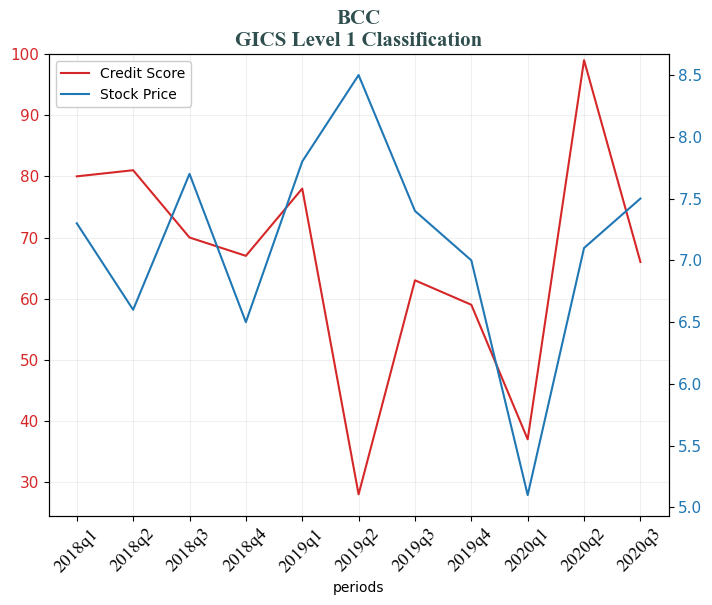 BCC
GICS Level 1 Classification
Credit Score
Stock Price
100
90
80
70
60
50
40
30
8.5
8.0
7.5
7.0
6.5
6.0
5.5
5.0
2018q1
2018q2
2018q3
2018q4
2019q1
2019q2
2019q3
2019q4
2020q1
2020q2
2020q3
periods